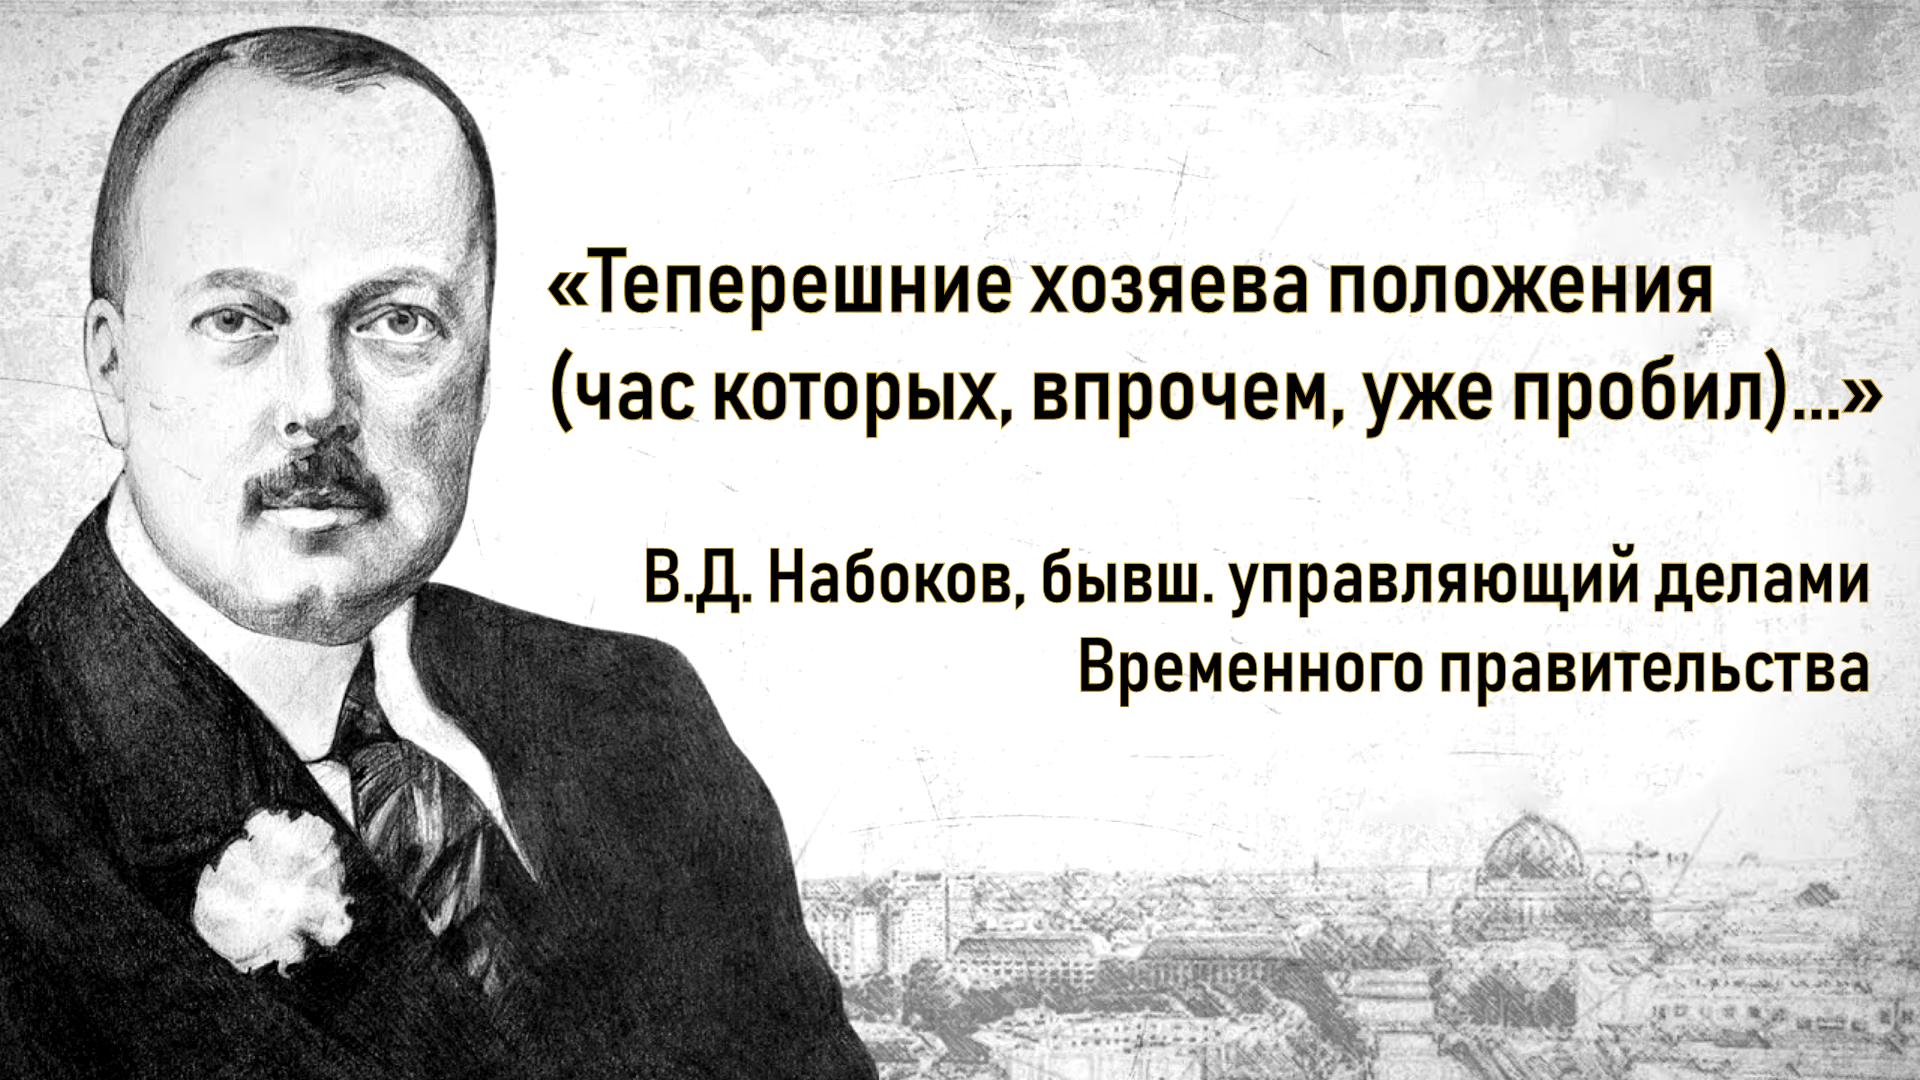 «Теперешние хозяева положения
(час которых, впрочем, уже пробил)...»
В.Д. Набоков, бывш. управляющий делами
Временного правительства